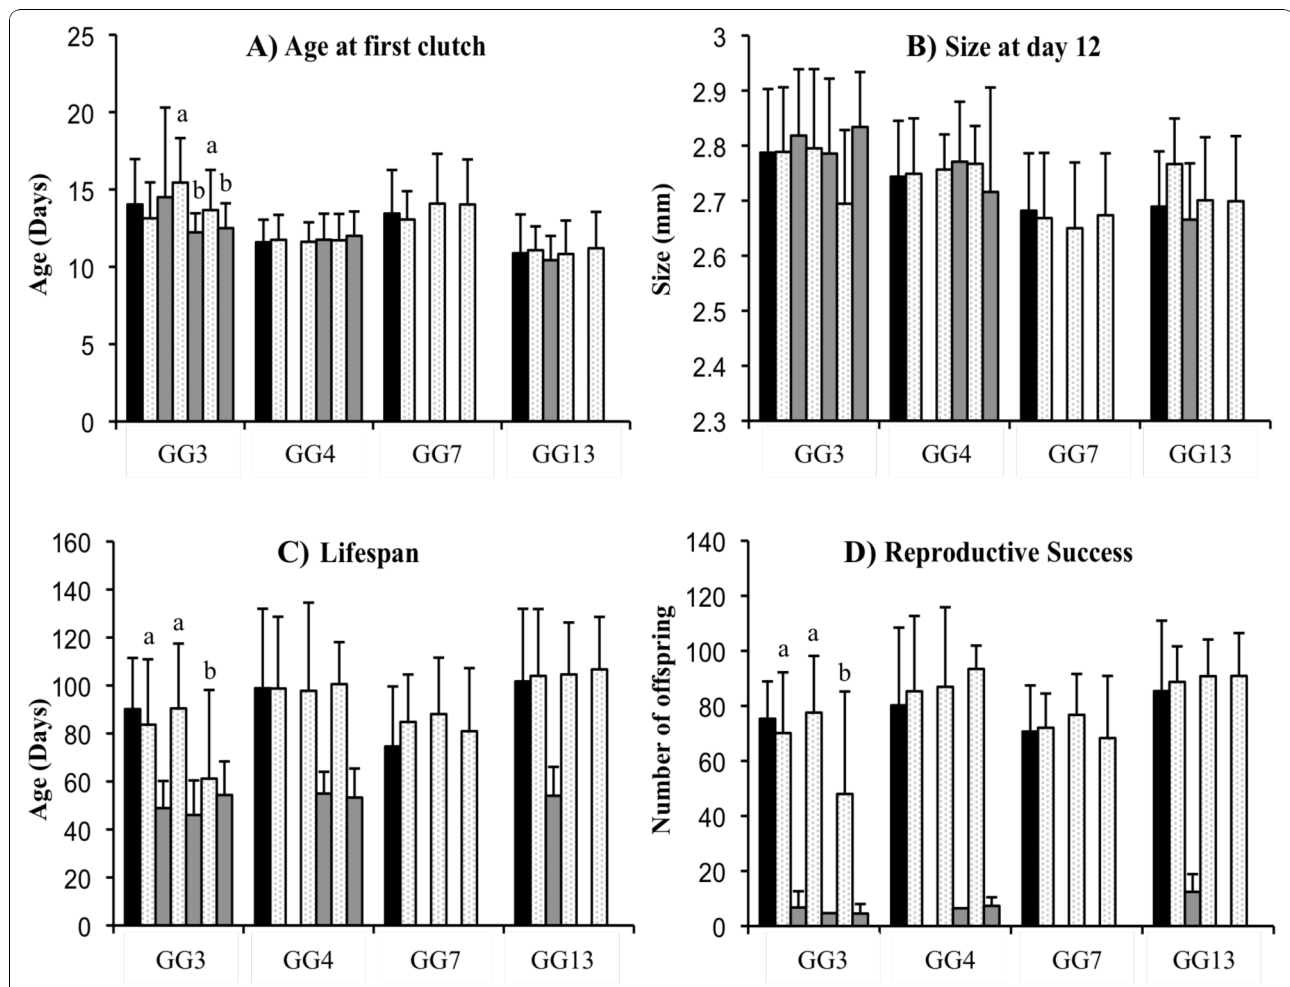 A) Age at first clutch
Age (Days)
25
20
15
10
5
0
a
a
b
b
GG3
GG4
GG7
GG13
B) Size at day 12
Size (mm)
3
2.9
2.8
2.7
2.6
2.5
2.4
2.3
GG3
GG4
GG7
GG13
C) Lifespan
Age (Days)
160
140
120
100
80
60
40
20
0
a
a
b
GG3
GG4
GG7
GG13
D) Reproductive Success
Number of offspring
140
120
100
80
60
40
20
0
a
a
b
GG3
GG4
GG7
GG13